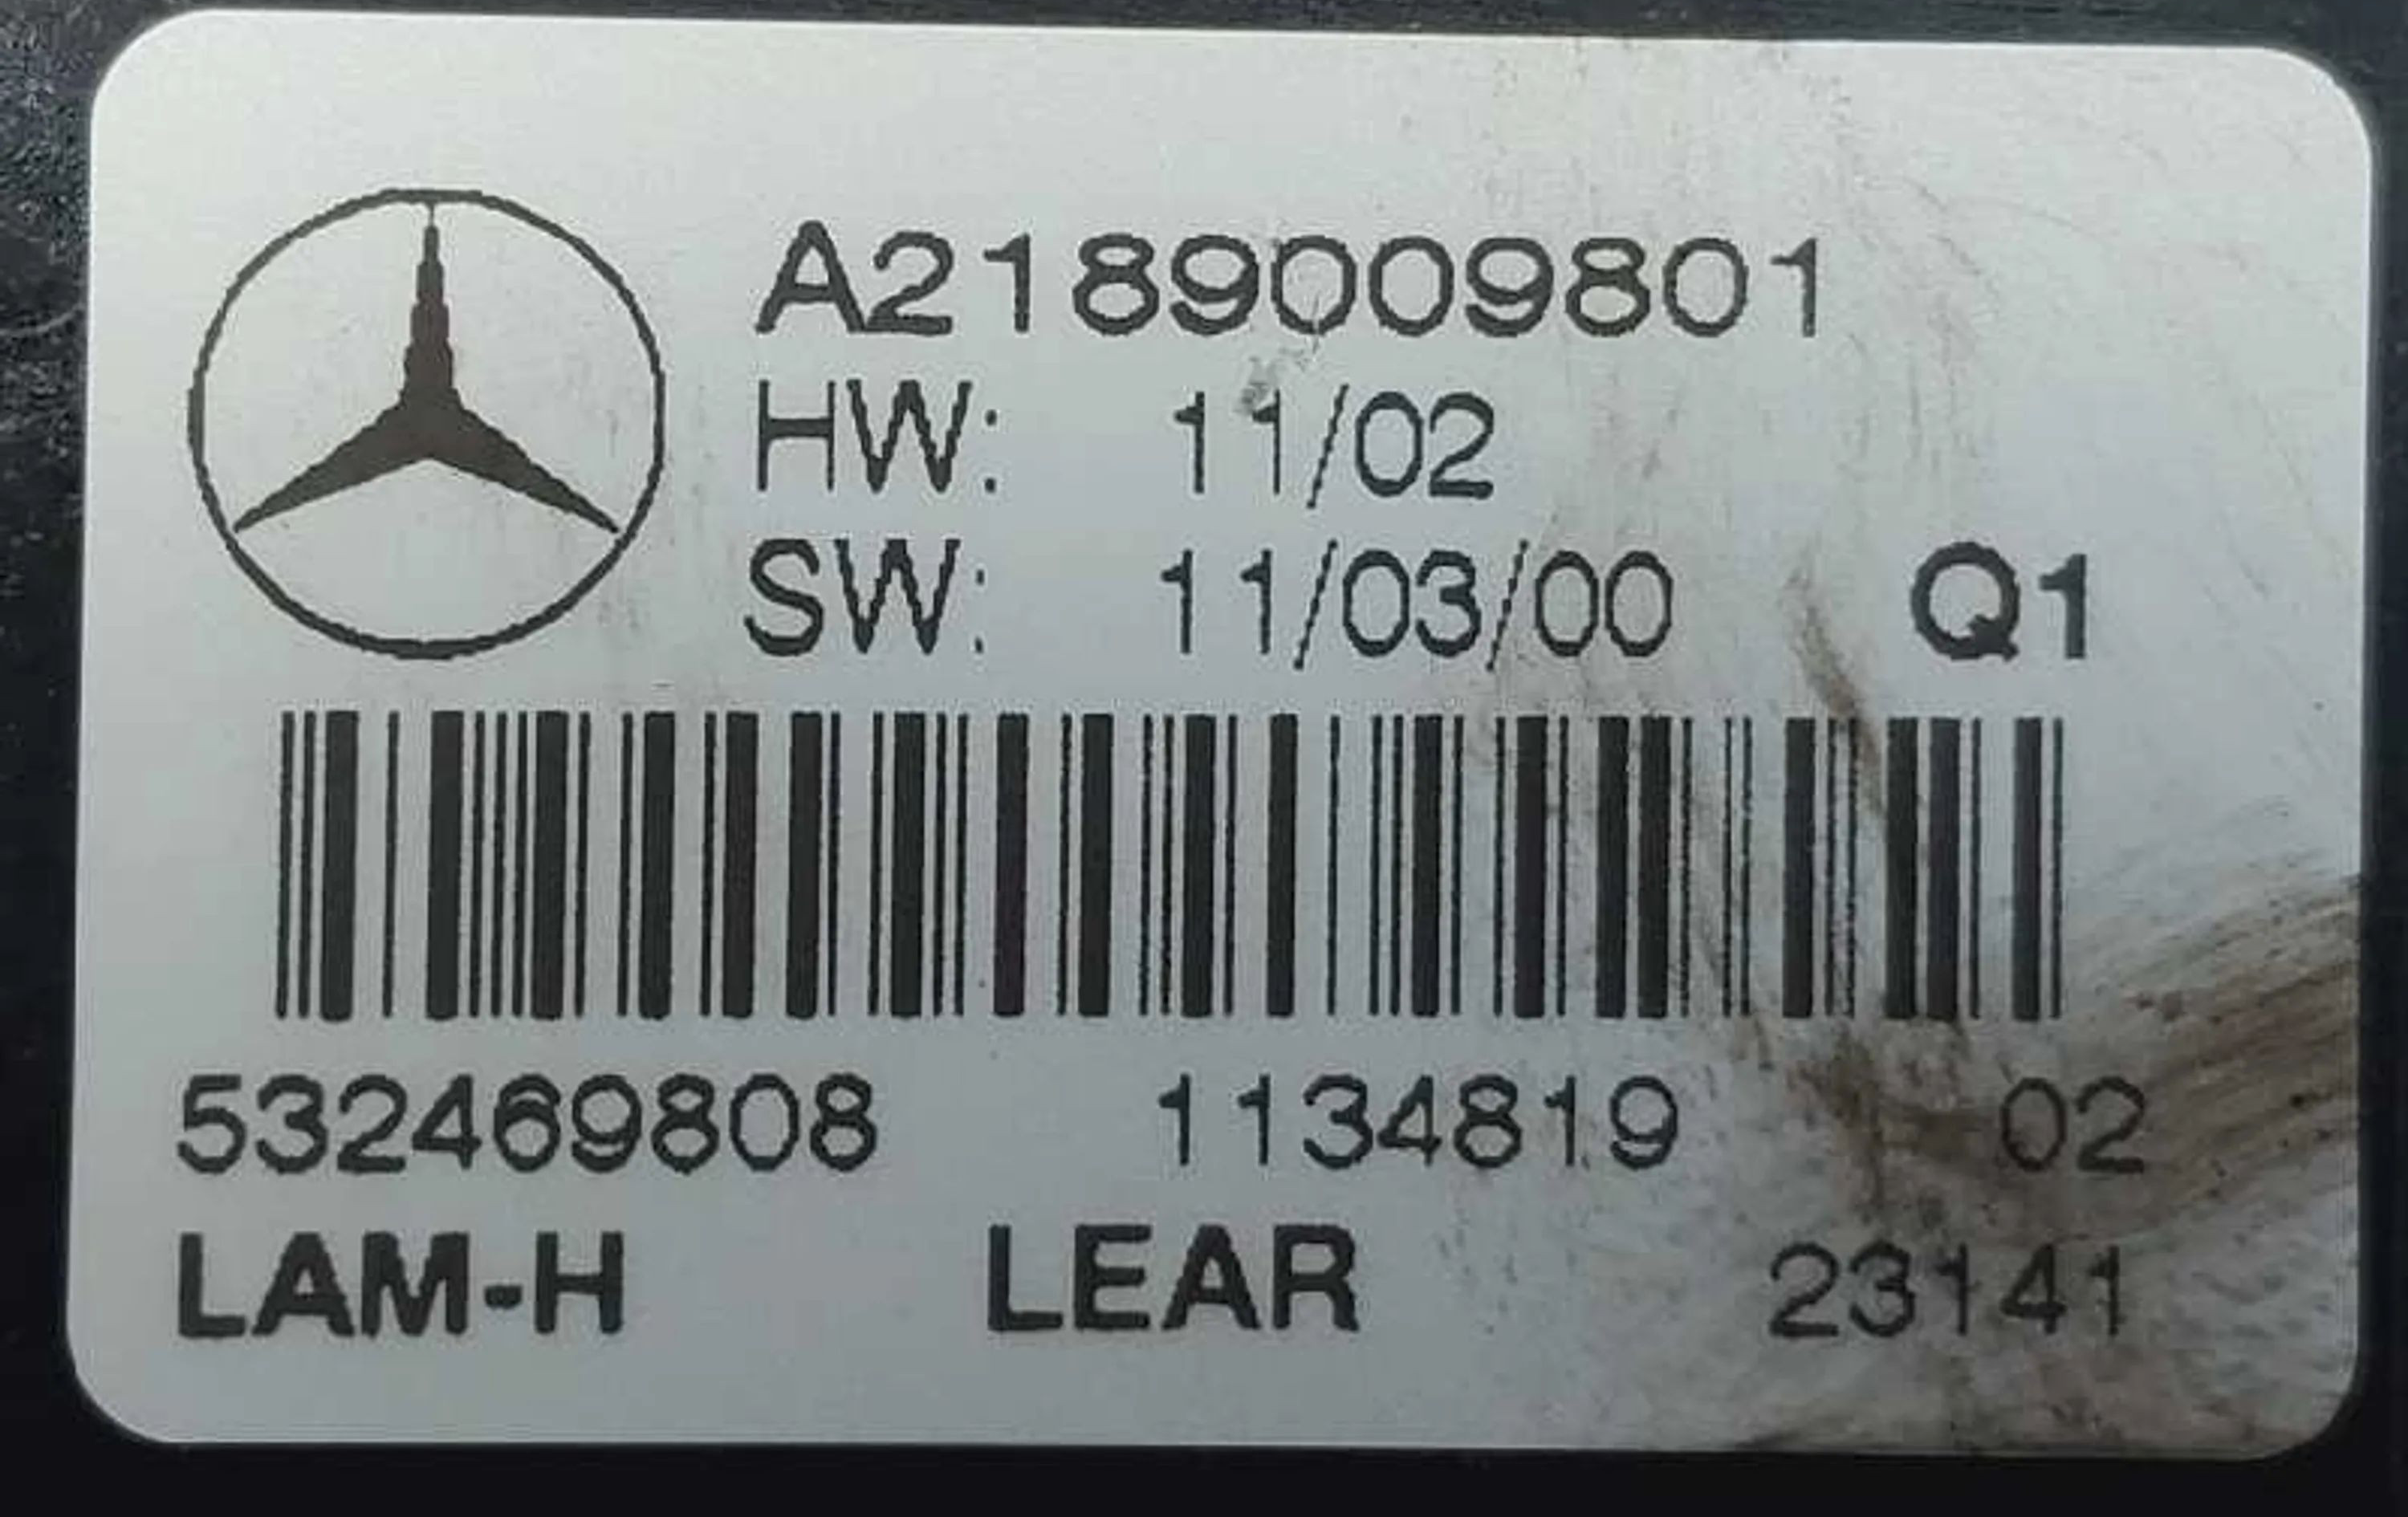 A2189009801
HW: 11/02
SW: 11/03/00 Q1
532469808 1134819 02
LAM-H LEAR 23141